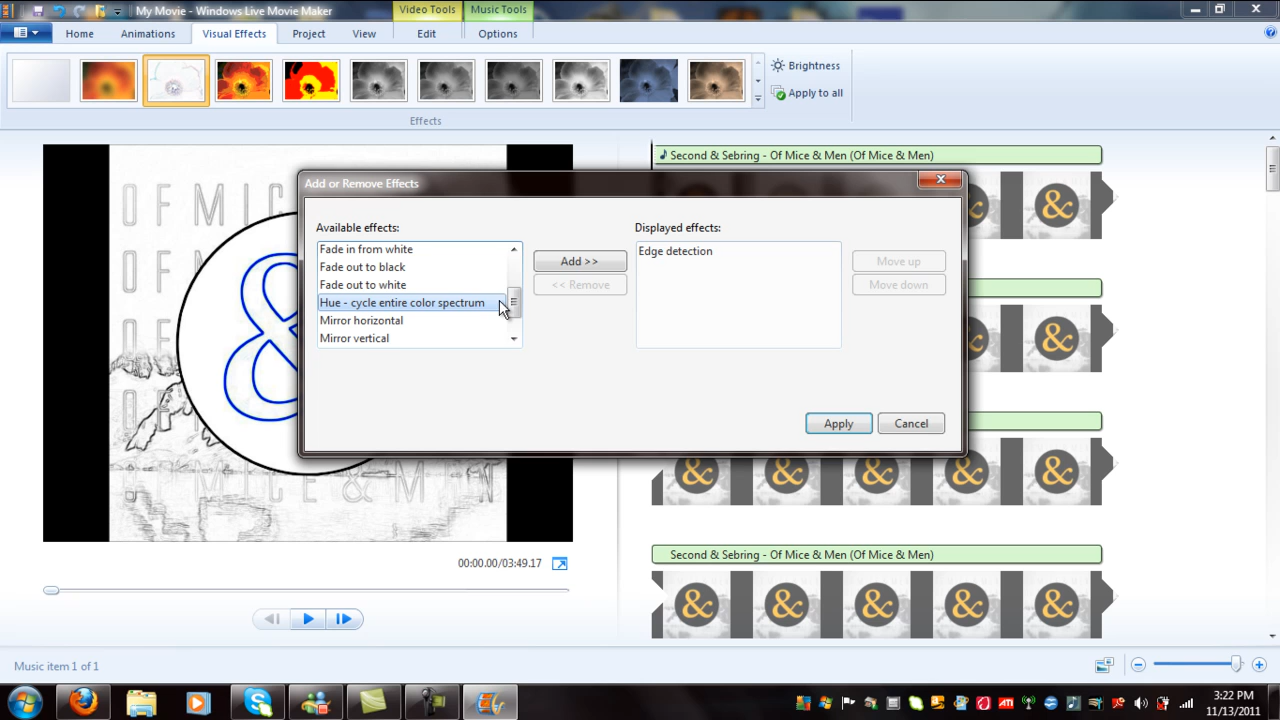 My Movie - Windows Live Movie Maker
Video Tools
Music Tools
Home
Animations
Visual Effects
Project
View
Edit
Options
Brightness
Apply to all
Effects
Second & Sebring - Of Mice & Men (Of Mice & Men)
Add or Remove Effects
Available effects:
Displayed effects:
Fade in from white
Fade out to black
Fade out to white
Hue - cycle entire color spectrum
Mirror horizontal
Mirror vertical
Add >>
<< Remove
Edge detection
Move up
Move down
Apply
Cancel
OF MIC
&
& MEN
00:00.00/03:49.17
Second & Sebring - Of Mice & Men (Of Mice & Men)
& & & & &
& & & & &
Music item 1 of 1
3:22 PM
11/13/2011